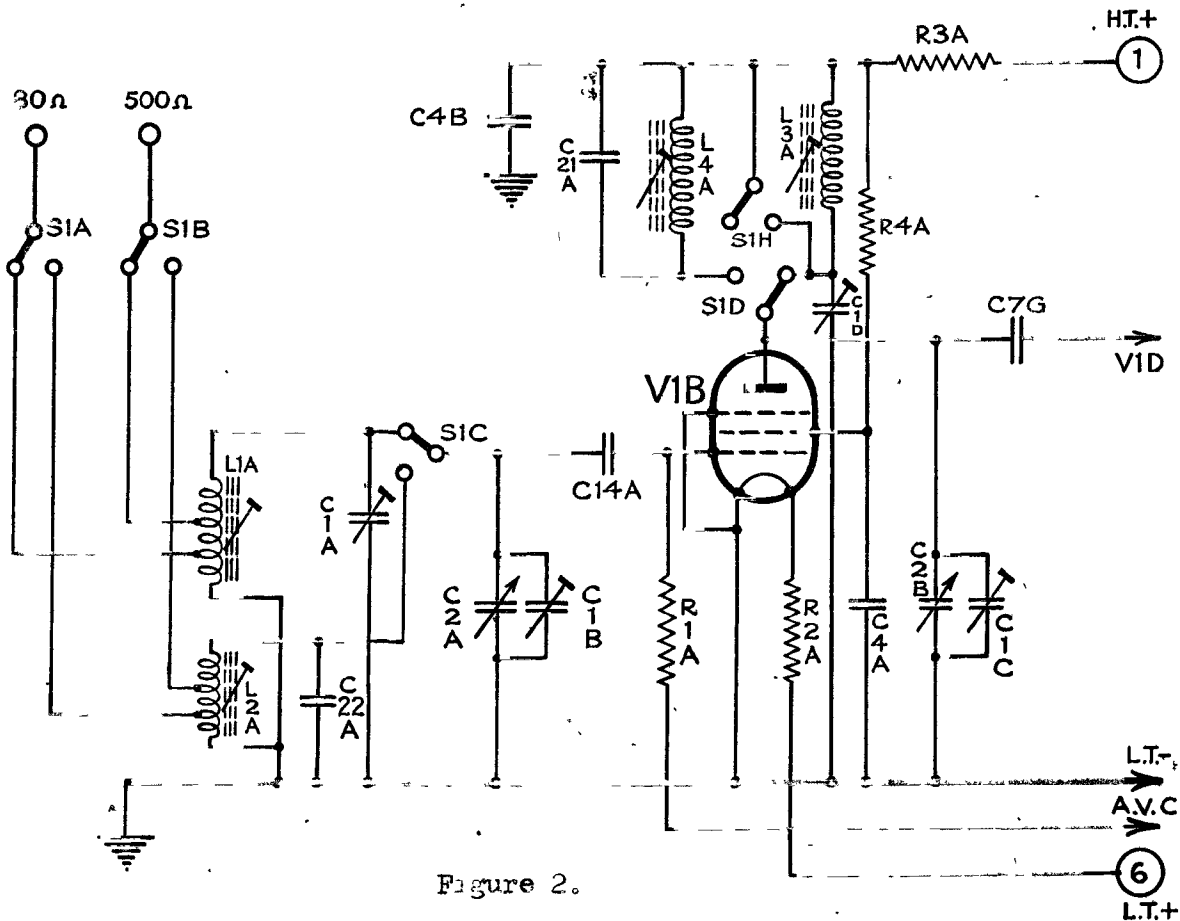 H.T.+
R3A
1
80Ω
500Ω
C4B
C21A
L4A
L3A
S1A
S1B
S1H
R4A
S1D
C1D
C7G
V1D
V1B
S1C
L1A
C14A
C1A
C2A
C1B
R1A
R2A
C4A
C2B
C1C
L2A
C22A
L.T.-
A.V.C
6
L.T.+
Figure 2.